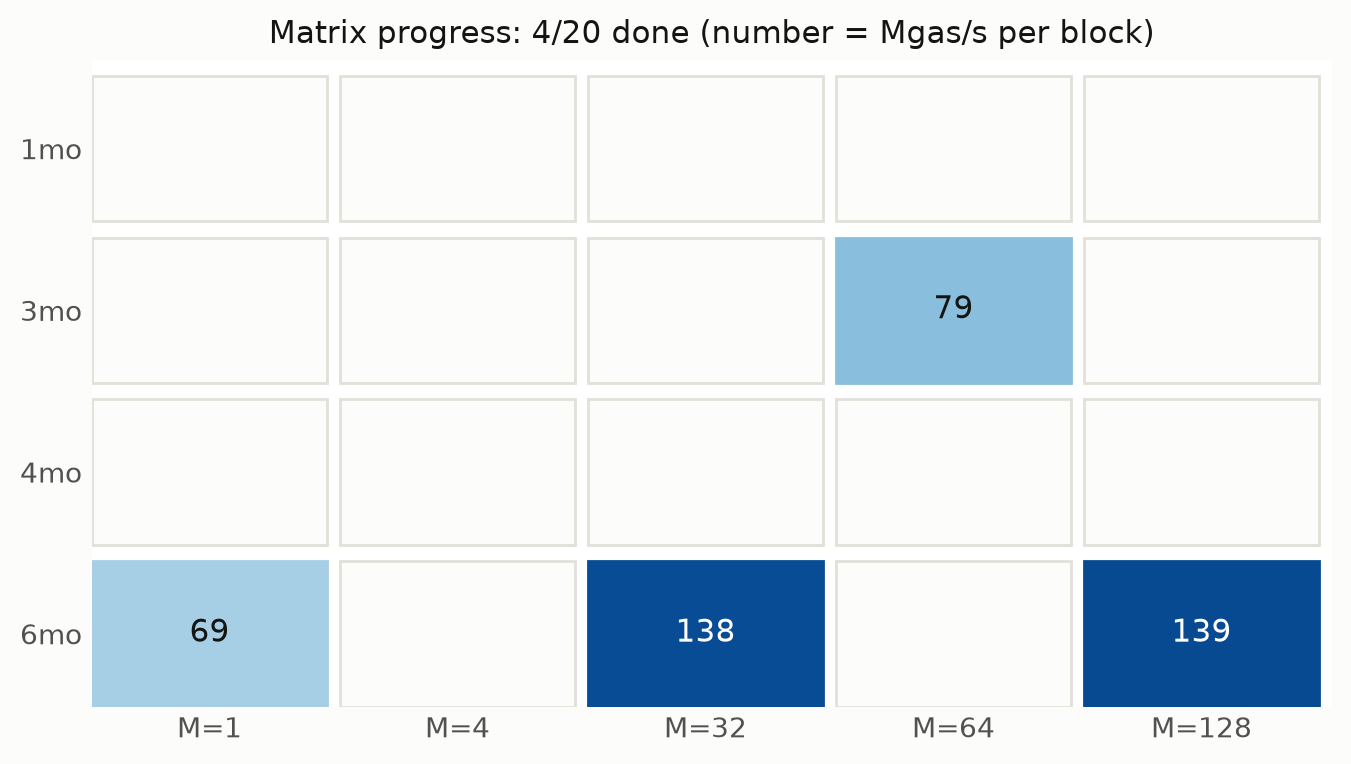 Matrix progress: 4/20 done (number = Mgas/s per block)
1mo
3mo
79
4mo
6mo
69
138
139
M=1
M=4
M=32
M=64
M=128